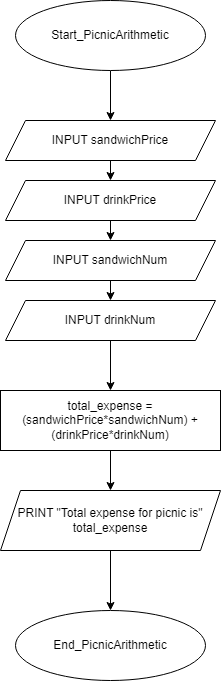 Start_PicnicArithmetic
INPUT sandwichPrice
INPUT drinkPrice
INPUT sandwichNum
INPUT drinkNum
total_expense =
(sandwichPrice*sandwichNum) +
(drinkPrice*drinkNum)
PRINT "Total expense for picnic is"
total_expense
End_PicnicArithmetic